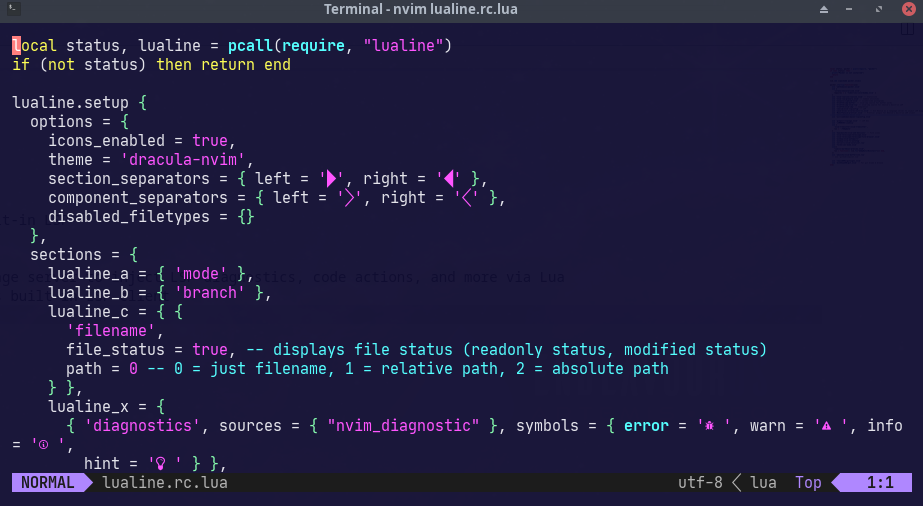 Terminal - nvim lualine.rc.lua
local status, lualine = pcall(require, "lualine")
if (not status) then return end
lualine.setup {
options = {
icons_enabled = true,
theme = 'dracula-nvim',
section_separators = { left = '', right = '' },
component_separators = { left = '', right = '' },
disabled_filetypes = {}
},
sections = {
lualine_a = { 'mode' },
lualine_b = { 'branch' },
lualine_c = { {
'filename',
file_status = true, -- displays file status (readonly status, modified status)
path = 0 -- 0 = just filename, 1 = relative path, 2 = absolute path
} },
lualine_x = {
{ 'diagnostics', sources = { "nvim_diagnostic" }, symbols = { error = ' ', warn = ' ', info
= ' ',
hint = ' ' } },
NORMAL lualine.rc.lua utf-8 lua Top 1:1